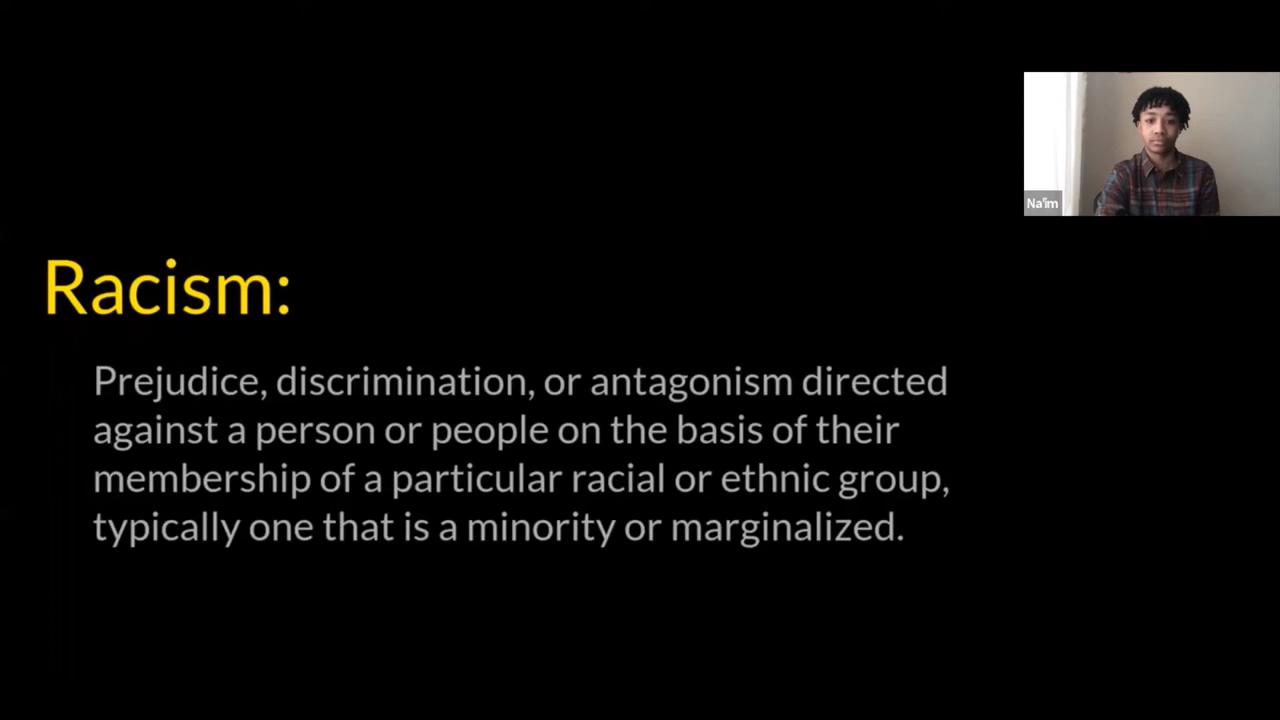 Na'im
Racism:
Prejudice, discrimination, or antagonism directed
against a person or people on the basis of their
membership of a particular racial or ethnic group,
typically one that is a minority or marginalized.